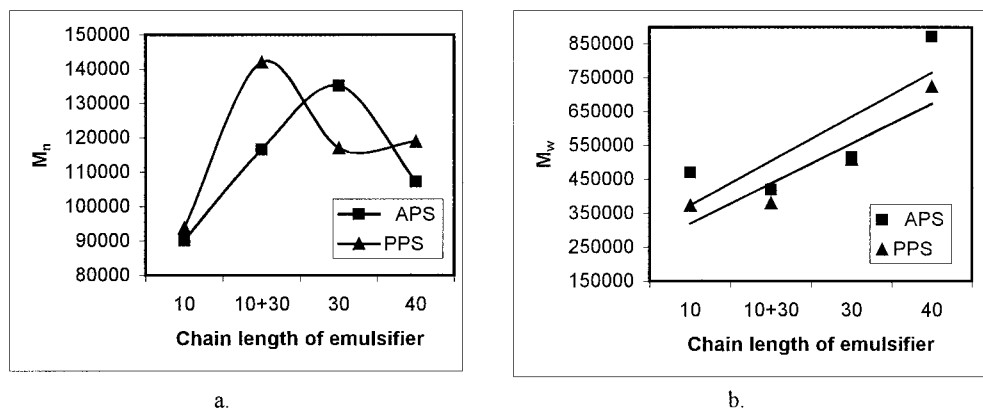 150000
140000
130000
120000
110000
100000
90000
80000
Mn
10
10+30
30
40
Chain length of emulsifier
APS
PPS
a.
850000
750000
650000
550000
450000
350000
250000
150000
Mw
10
10+30
30
40
Chain length of emulsifier
APS
PPS
b.